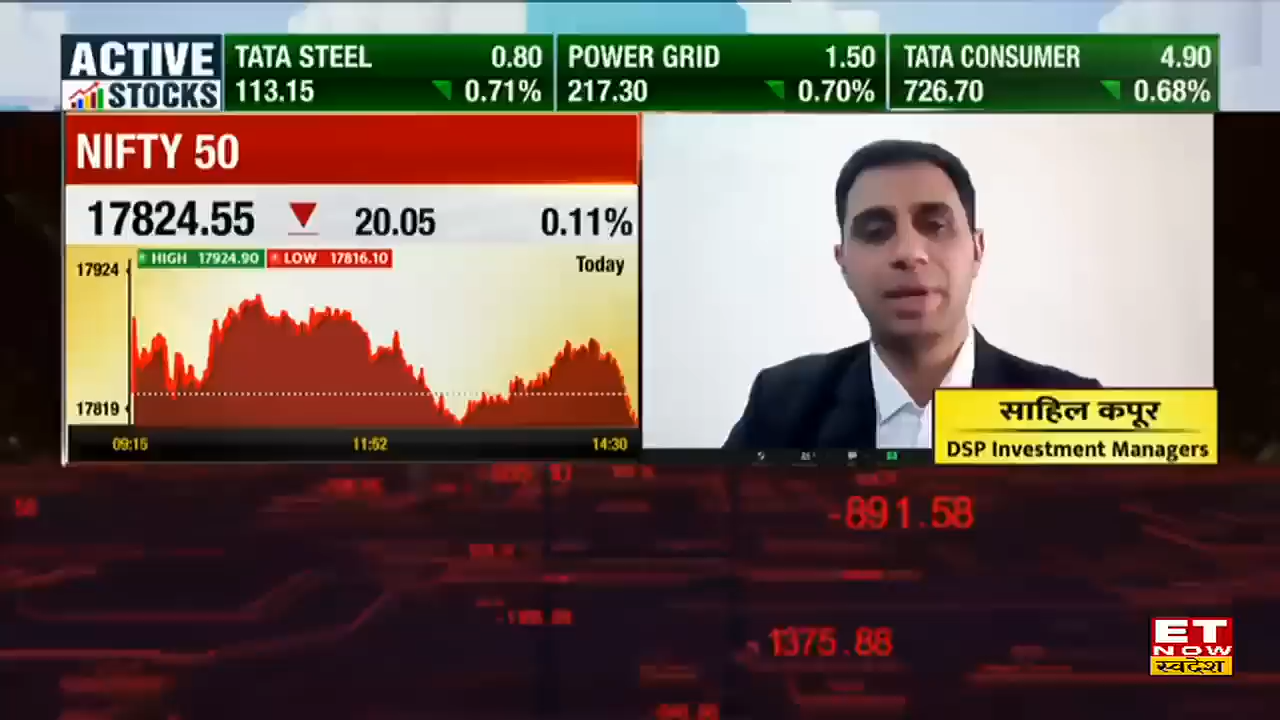 ACTIVE
STOCKS
TATA STEEL 0.80
113.15 0.71%
POWER GRID 1.50
217.30 0.70%
TATA CONSUMER 4.90
726.70 0.68%
NIFTY 50
17824.55 20.05 0.11%
HIGH 17924.90 LOW 17816.10
Today
17924
17819
09:15 11:52 14:30
साहिल कपूर
DSP Investment Managers
-891.58
-1375.88
ET
NOW
स्वदेश